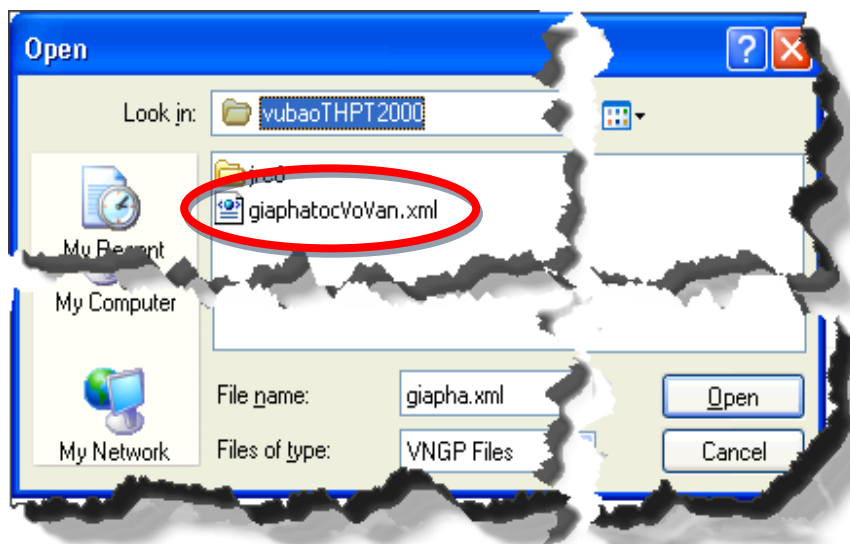 Open
Look in: vubaoTHPT2000
giaphatocVoVan.xml
My Recent
My Computer
File name: giapha.xml Open
My Network Files of type: VNGP Files Cancel